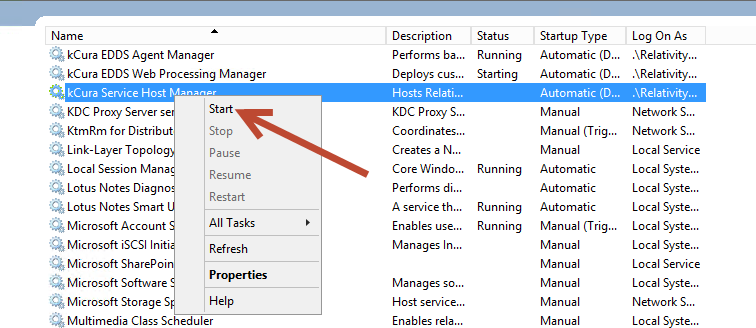 Name Description Status Startup Type Log On As
kCura EDDS Agent Manager Performs ba... Running Automatic (D... .\Relativity...
kCura EDDS Web Processing Manager Deploys cus... Starting Automatic (D... .\Relativity...
kCura Service Host Manager Hosts Relati... Automatic (D... .\Relativity...
KDC Proxy Server ser KDC Proxy S... Manual Network S...
KtmRm for Distribut Coordinates... Manual (Trig... Network S...
Link-Layer Topology Creates a N... Manual Local Service
Local Session Manag Core Windo... Running Automatic Local Syste...
Lotus Notes Diagnos Performs di... Automatic Local Syste...
Lotus Notes Smart U A service th... Running Automatic Local Syste...
Microsoft Account S Enables use... Running Manual (Trig... Local Syste...
Microsoft iSCSI Initia Manages In... Manual Local Syste...
Microsoft SharePoin Manual Local Service
Microsoft Software S Manages so... Manual Local Syste...
Microsoft Storage Sp Host service... Manual Network S...
Multimedia Class Scheduler Manual Local Syste...
Start
Stop
Pause
Resume
Restart
All Tasks
Refresh
Properties
Help